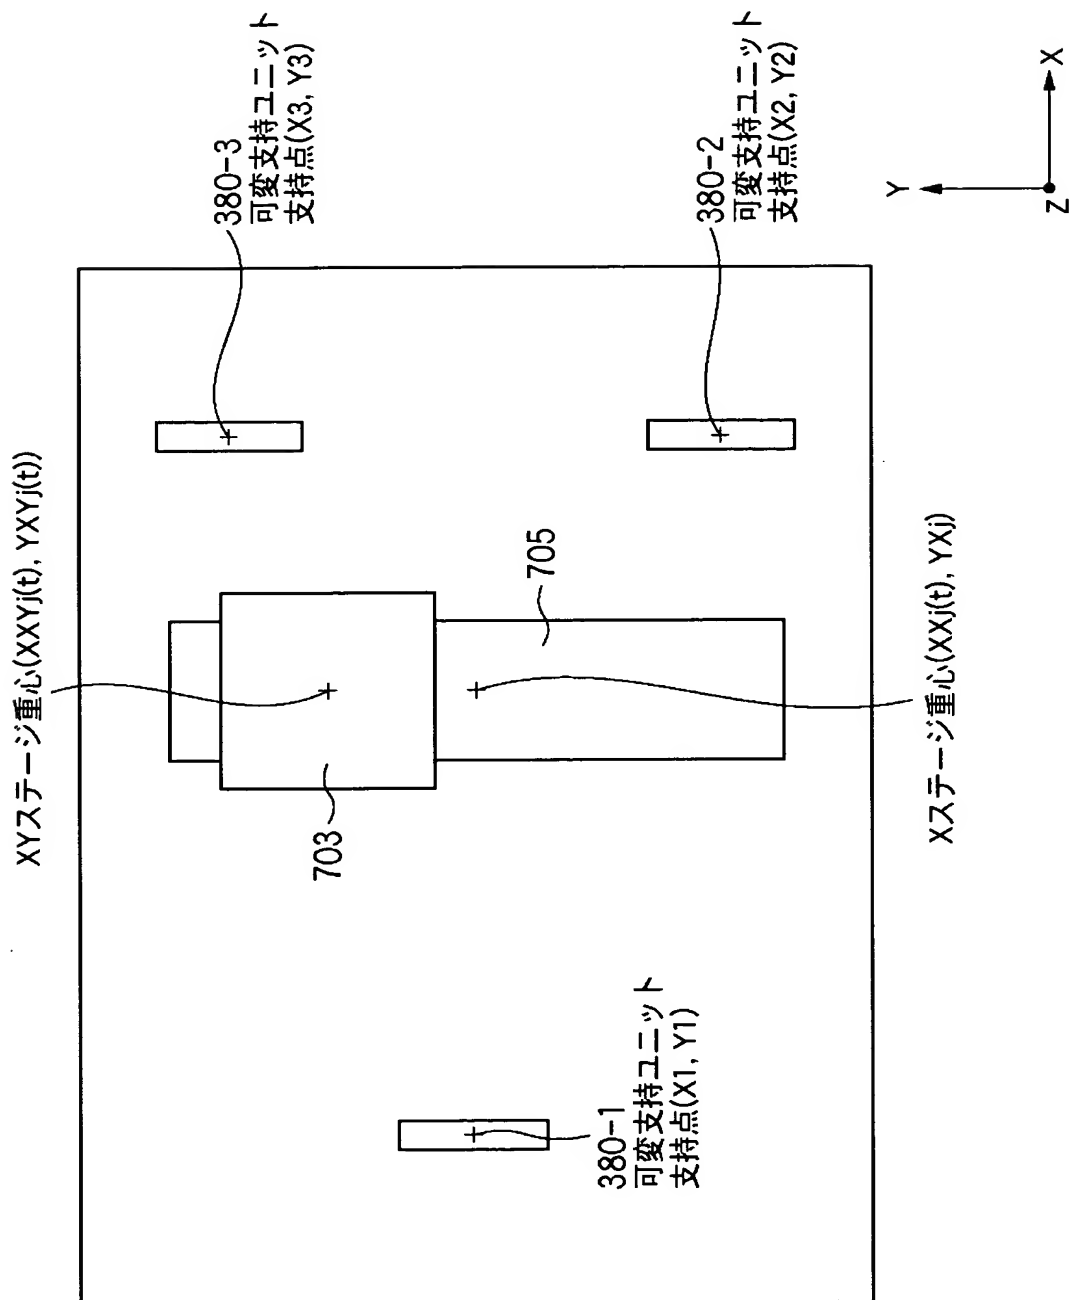 XYステージ重心(XXYj(t), YXYj(t))
380-3
可変支持ユニット
支持点(X3, Y3)
703
705
380-2
可変支持ユニット
支持点(X2, Y2)
380-1
可変支持ユニット
支持点(X1, Y1)
Xステージ重心(XXj(t), YXj)
Y
X
Z